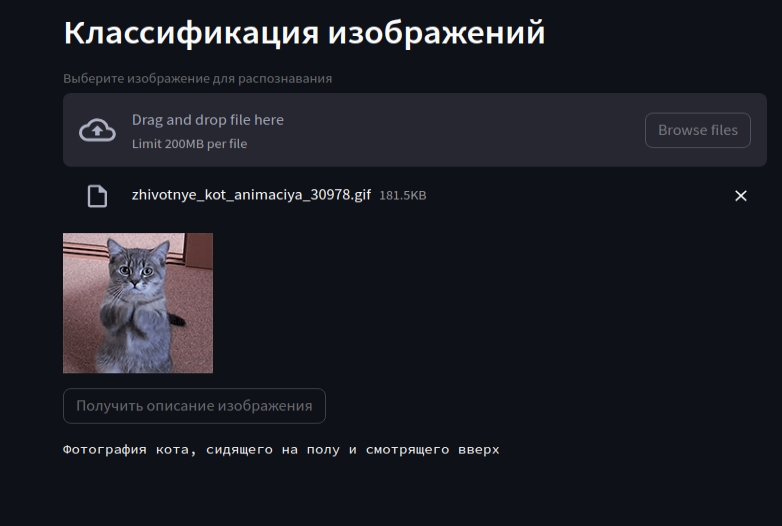 Классификация изображений
Выберите изображение для распознавания
Drag and drop file here
Limit 200MB per file
Browse files
zhivotnye_kot_animaciya_30978.gif 181.5KB
Получить описание изображения
Фотография кота, сидящего на полу и смотрящего вверх